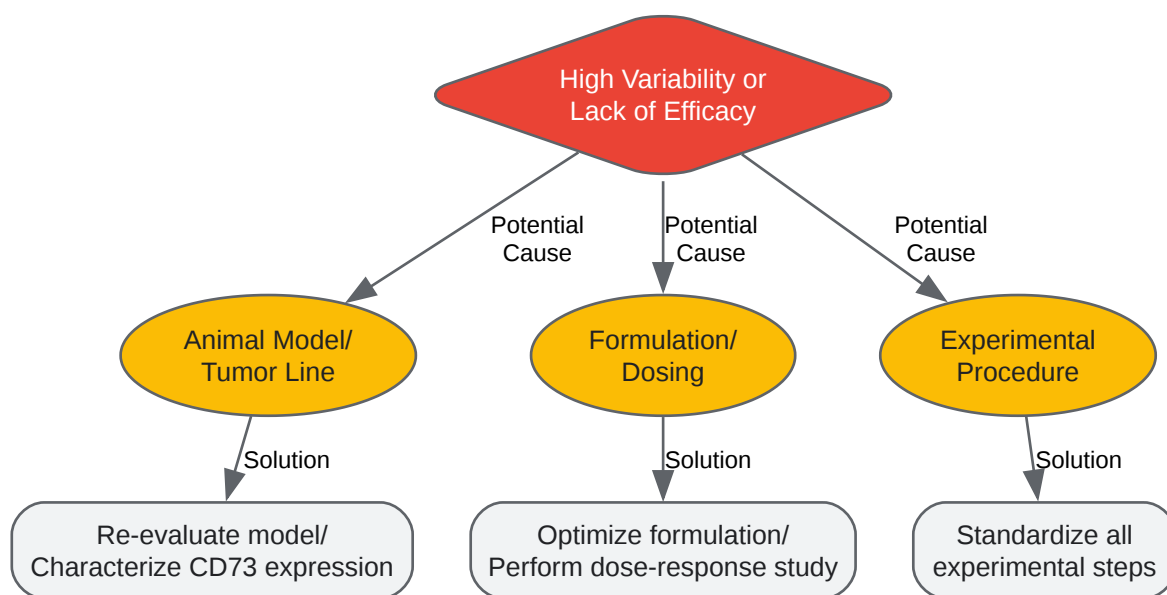 High Variability or
Lack of Efficacy
Potential
Cause
Potential
Cause
Potential
Cause
Animal Model/
Tumor Line
Formulation/
Dosing
Experimental
Procedure
Solution
Solution
Solution
Re-evaluate model/
Characterize CD73 expression
Optimize formulation/
Perform dose-response study
Standardize all
experimental steps